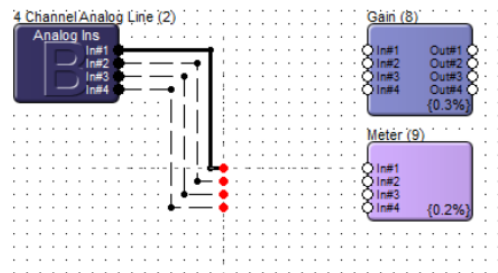 4 Channel Analog Line (2)
Analog Ins
B
In#1
In#2
In#3
In#4
Gain (8)
In#1 Out#1
In#2 Out#2
In#3 Out#3
In#4 Out#4
{0.3%}
Meter (9)
In#1
In#2
In#3
In#4
{0.2%}